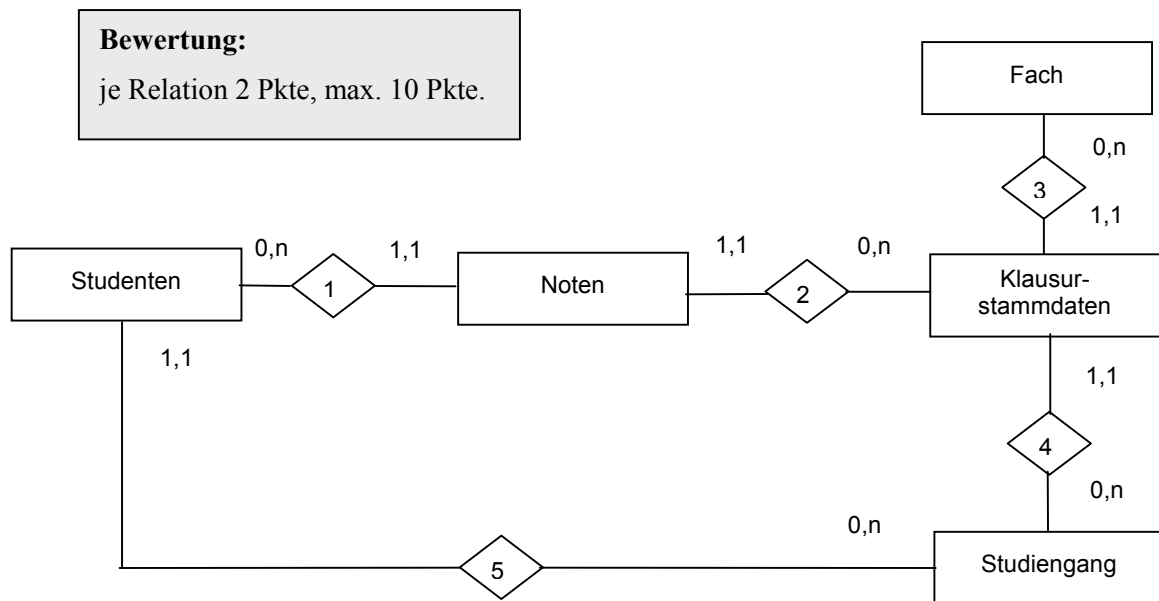 Bewertung:
je Relation 2 Pkte, max. 10 Pkte.
Fach
0,n
3
1,1
Studenten
0,n
1
1,1
Noten
1,1
2
0,n
Klausur-
stammdaten
1,1
1,1
4
0,n
0,n
5
Studiengang